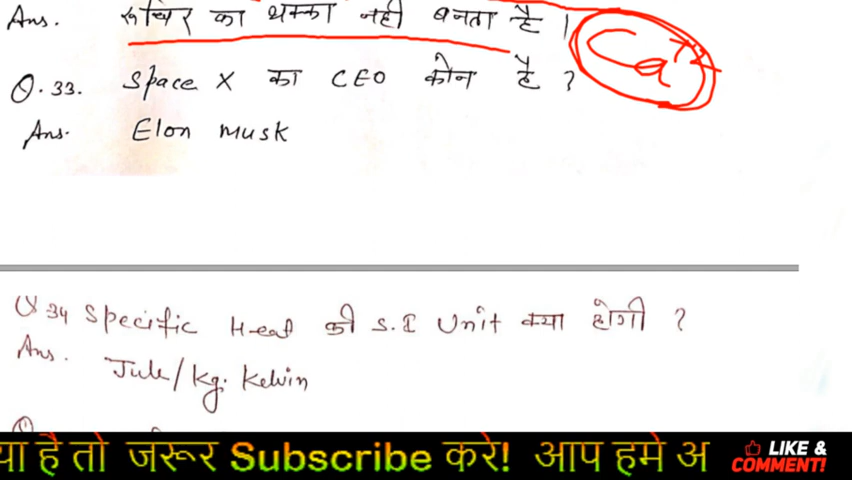 Ans. रूधिर का थक्का नही बनता है।
Ca++
Q.33. Space X का CEO कौन है ?
Ans. Elon musk
Q 34 Specific Heat की S.I Unit क्या होगी ?
Ans. Jule/kg. Kelvin
या है तो जरूर Subscribe करे! आप हमे अ
LIKE & COMMENT!